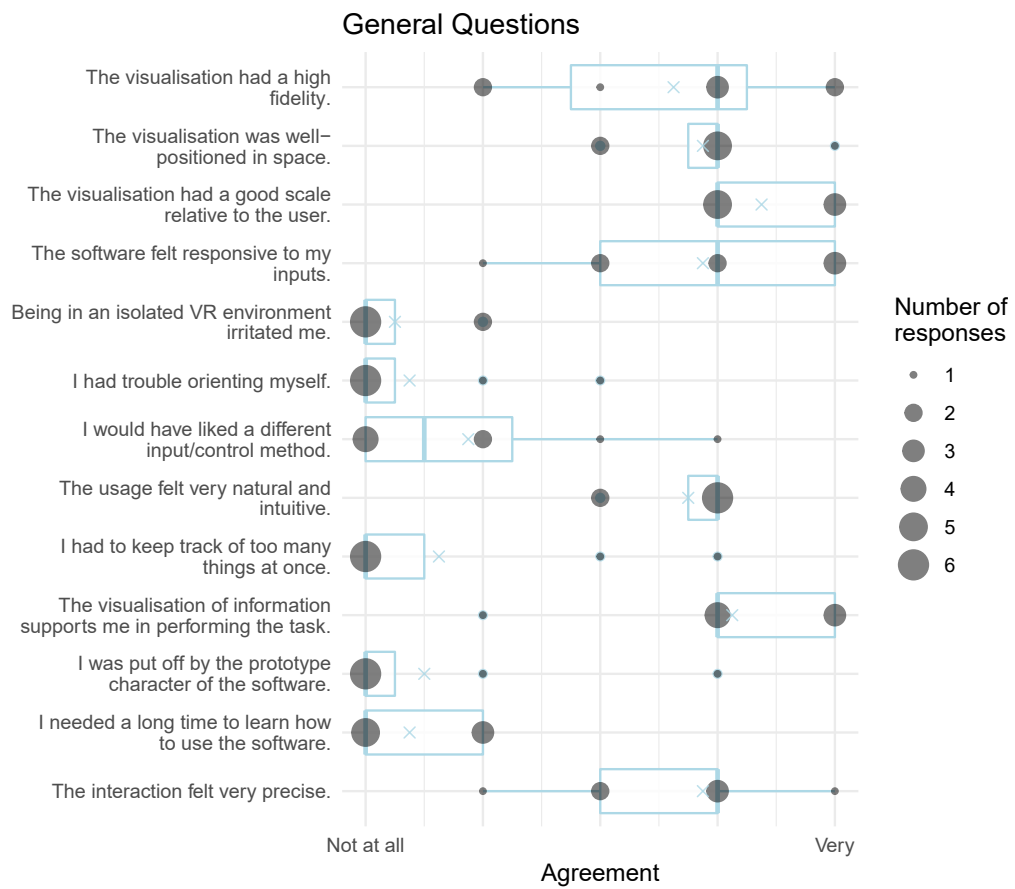 General Questions
The visualisation had a high
fidelity.
The visualisation was well−
positioned in space.
The visualisation had a good scale
relative to the user.
The software felt responsive to my
inputs.
Being in an isolated VR environment
irritated me.
I had trouble orienting myself.
I would have liked a different
input/control method.
The usage felt very natural and
intuitive.
I had to keep track of too many
things at once.
The visualisation of information
supports me in performing the task.
I was put off by the prototype
character of the software.
I needed a long time to learn how
to use the software.
The interaction felt very precise.
Not at all
Very
Agreement
Number of
responses
1
2
3
4
5
6